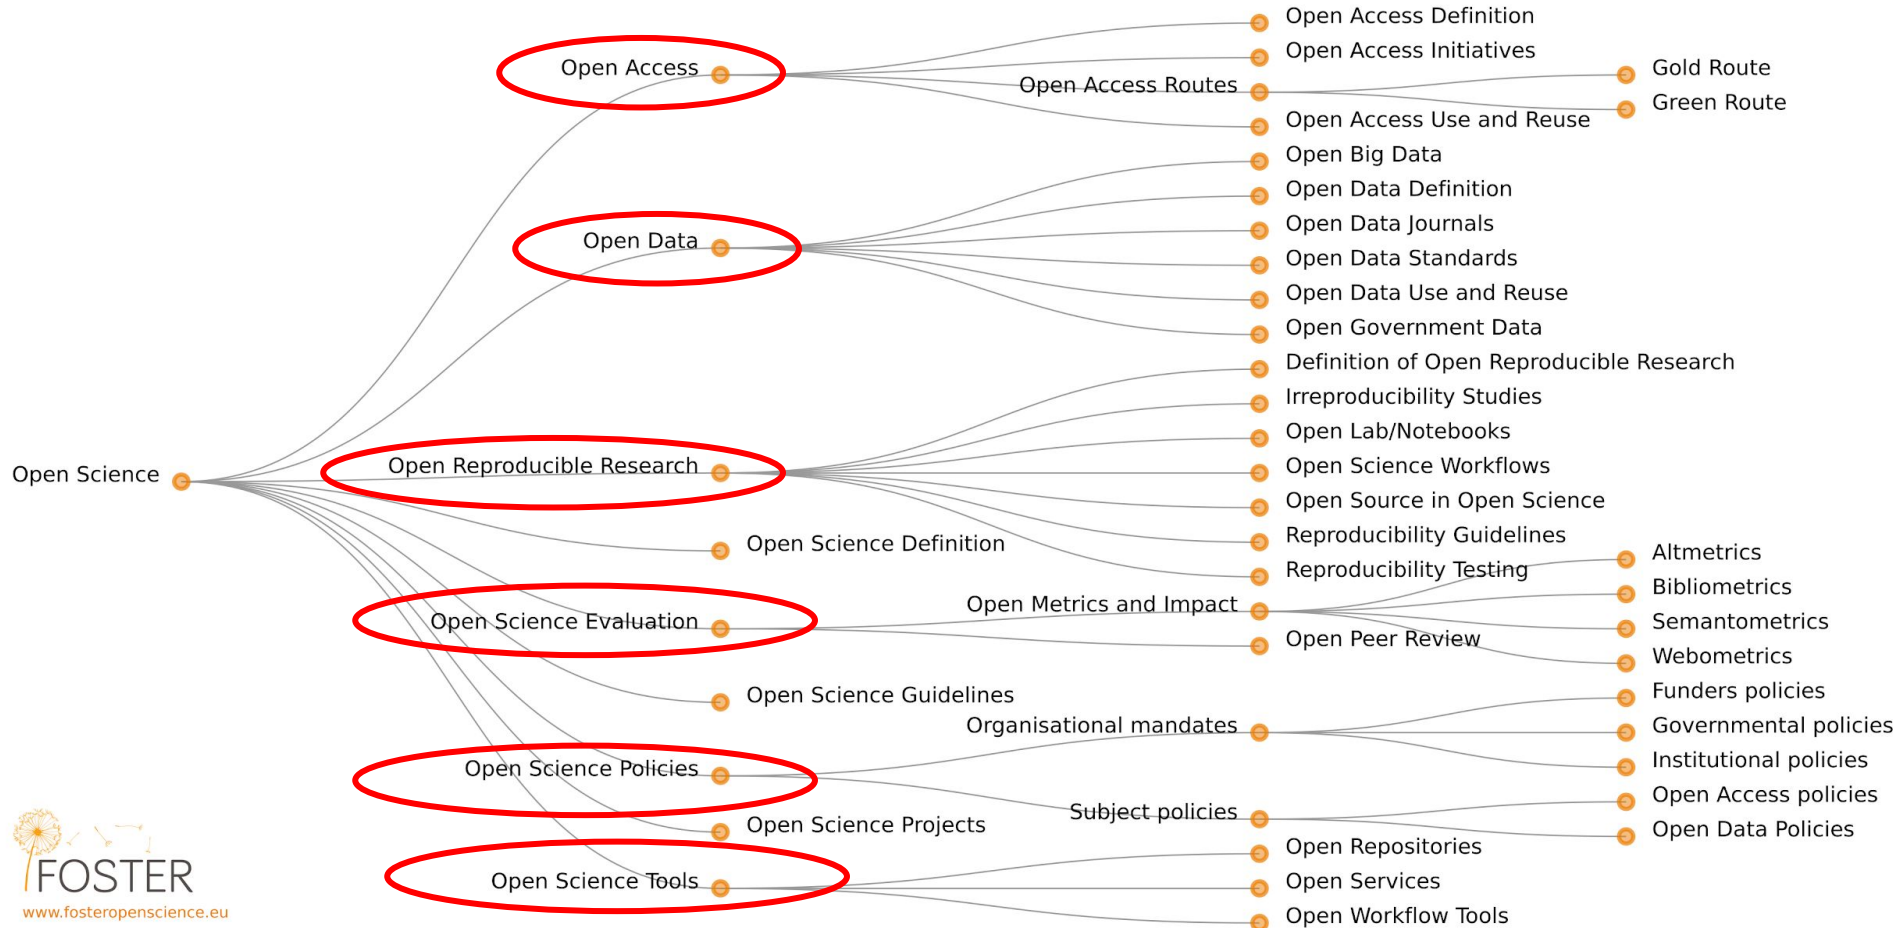 Open Science
Open Access
Open Access Definition
Open Access Initiatives
Open Access Routes
Gold Route
Green Route
Open Access Use and Reuse
Open Data
Open Big Data
Open Data Definition
Open Data Journals
Open Data Standards
Open Data Use and Reuse
Open Government Data
Open Reproducible Research
Definition of Open Reproducible Research
Irreproducibility Studies
Open Lab/Notebooks
Open Science Workflows
Open Source in Open Science
Reproducibility Guidelines
Reproducibility Testing
Open Science Definition
Open Science Evaluation
Open Metrics and Impact
Altmetrics
Bibliometrics
Semantometrics
Webometrics
Open Peer Review
Open Science Guidelines
Open Science Policies
Organisational mandates
Funders policies
Governmental policies
Institutional policies
Subject policies
Open Access policies
Open Data Policies
Open Science Projects
Open Science Tools
Open Repositories
Open Services
Open Workflow Tools
FOSTER
www.fosteropenscience.eu